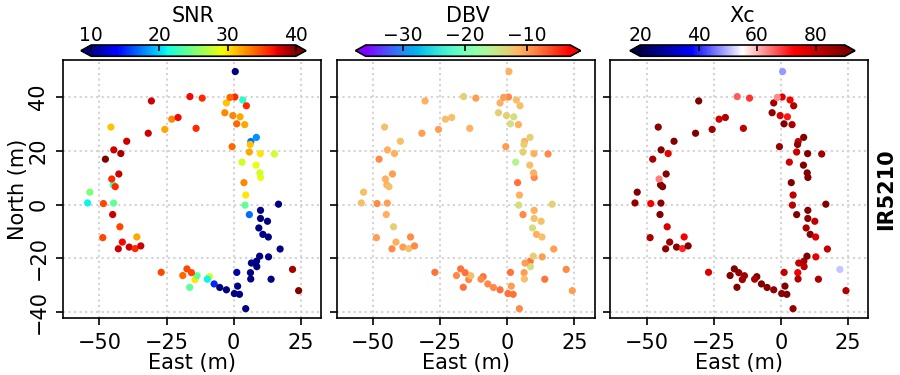 SNR DBV Xc
10 20 30 40 −30 −20 −10 20 40 60 80
40
20
0
−20
−40
North (m)
IR5210
−50 −25 0 25 −50 −25 0 25 −50 −25 0 25
East (m) East (m) East (m)